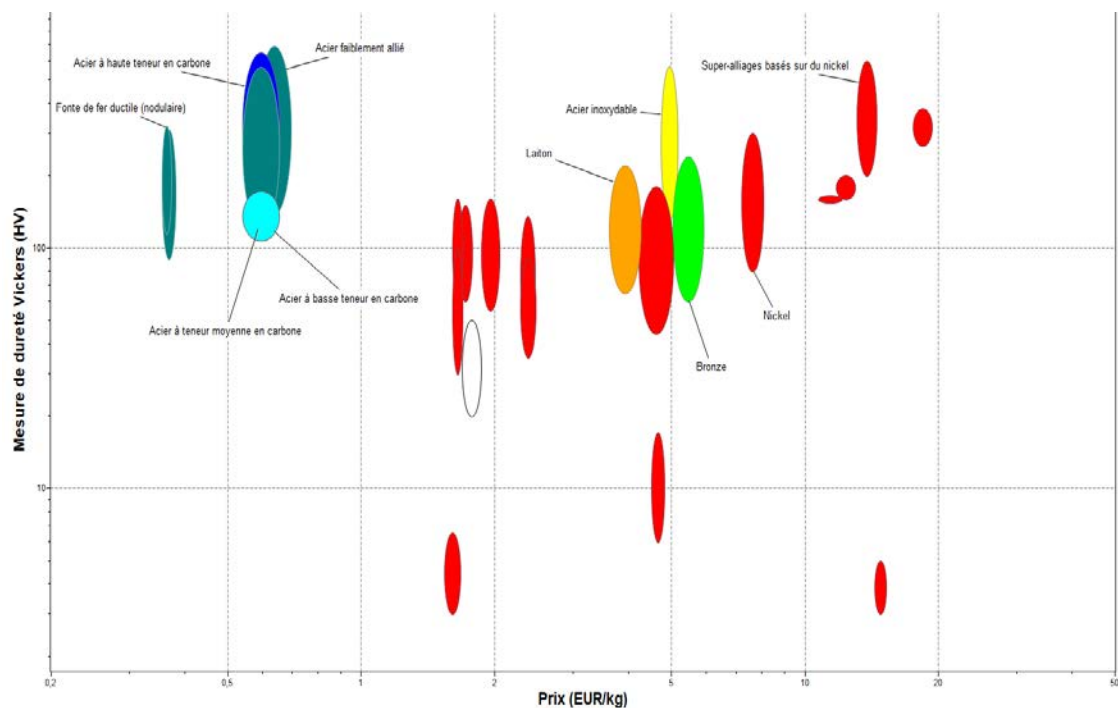 Acier faiblement allié
Acier à haute teneur en carbone
Super-alliages basés sur du nickel
Fonte de fer ductile (nodulaire)
Acier inoxydable
Laiton
Mesure de dureté Vickers (HV)
100
Acier à basse teneur en carbone
Nickel
Acier à teneur moyenne en carbone
Bronze
10
0,2
0,5
1
2
5
10
20
50
Prix (EUR/kg)